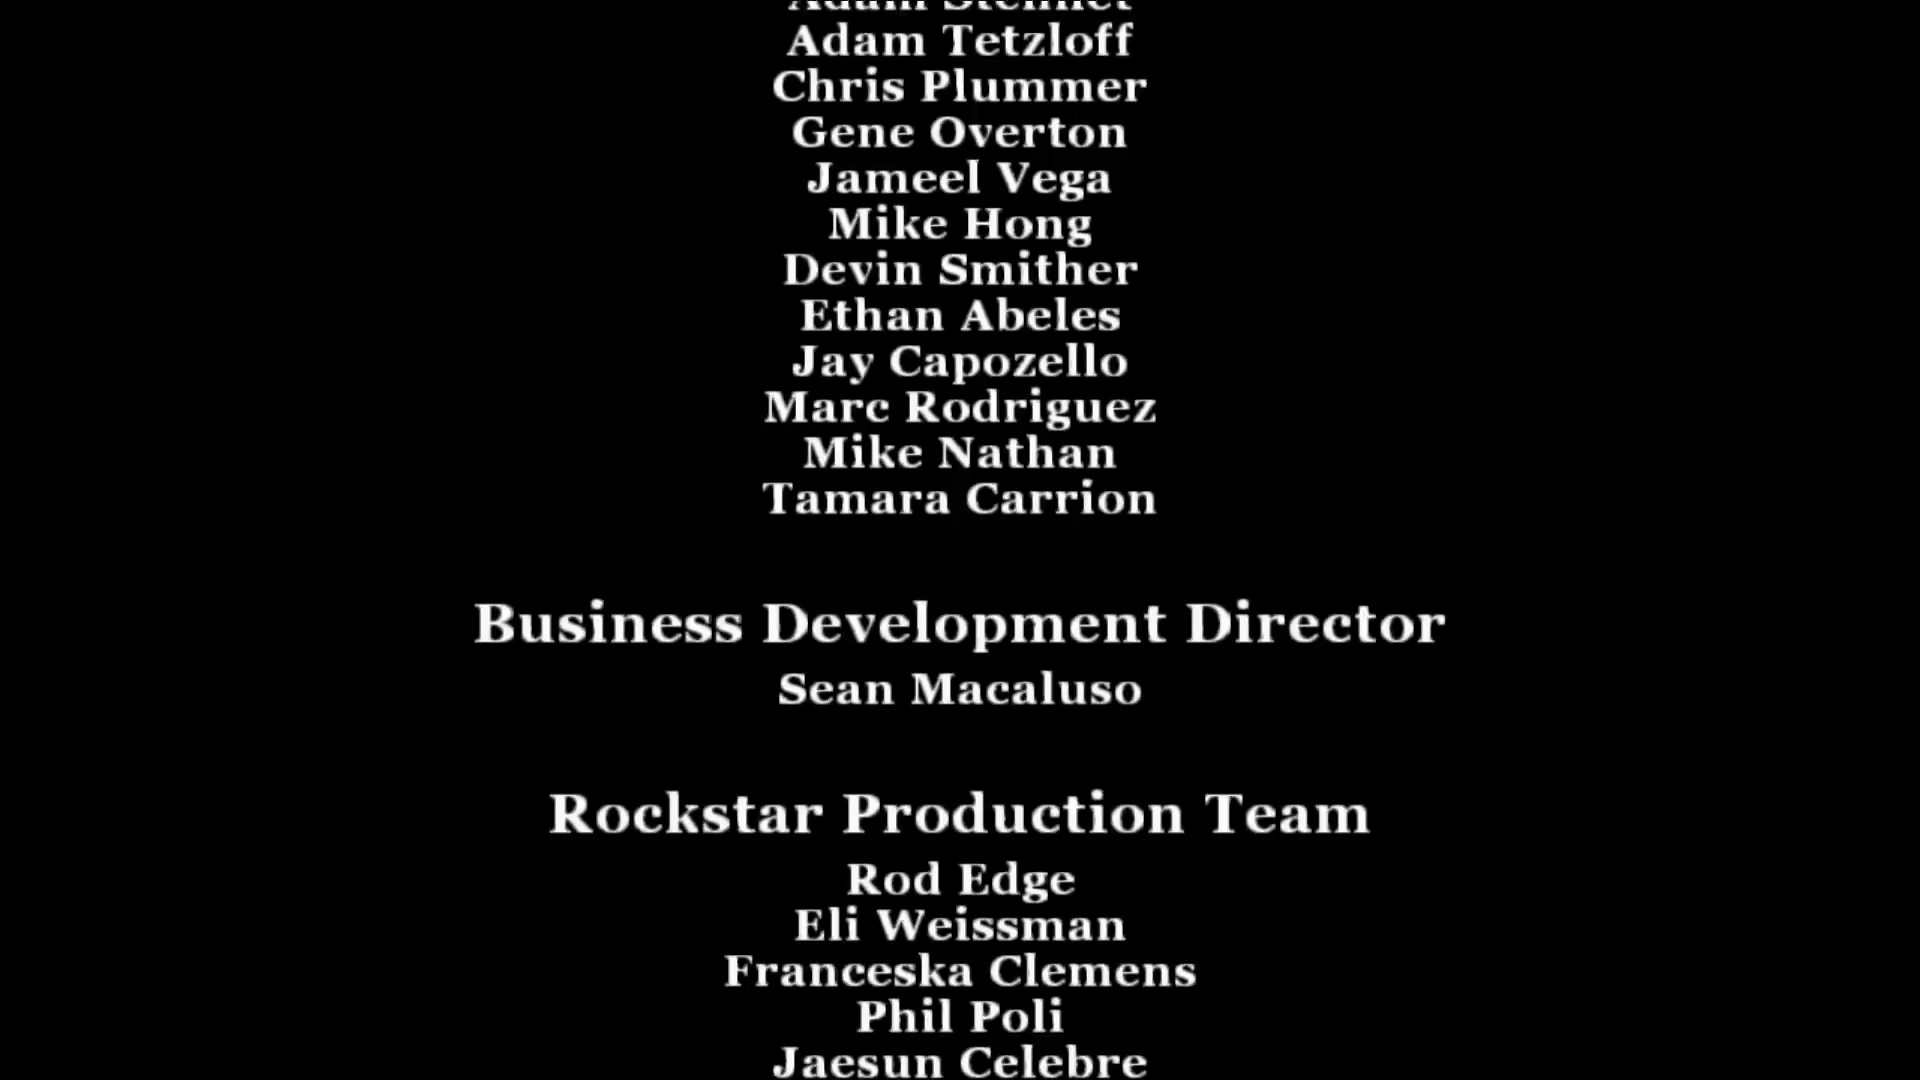 Adam Tetzloff
Chris Plummer
Gene Overton
Jameel Vega
Mike Hong
Devin Smither
Ethan Abeles
Jay Capozello
Marc Rodriguez
Mike Nathan
Tamara Carrion
Business Development Director
Sean Macaluso
Rockstar Production Team
Rod Edge
Eli Weissman
Franceska Clemens
Phil Poli
Jaesun Celebre